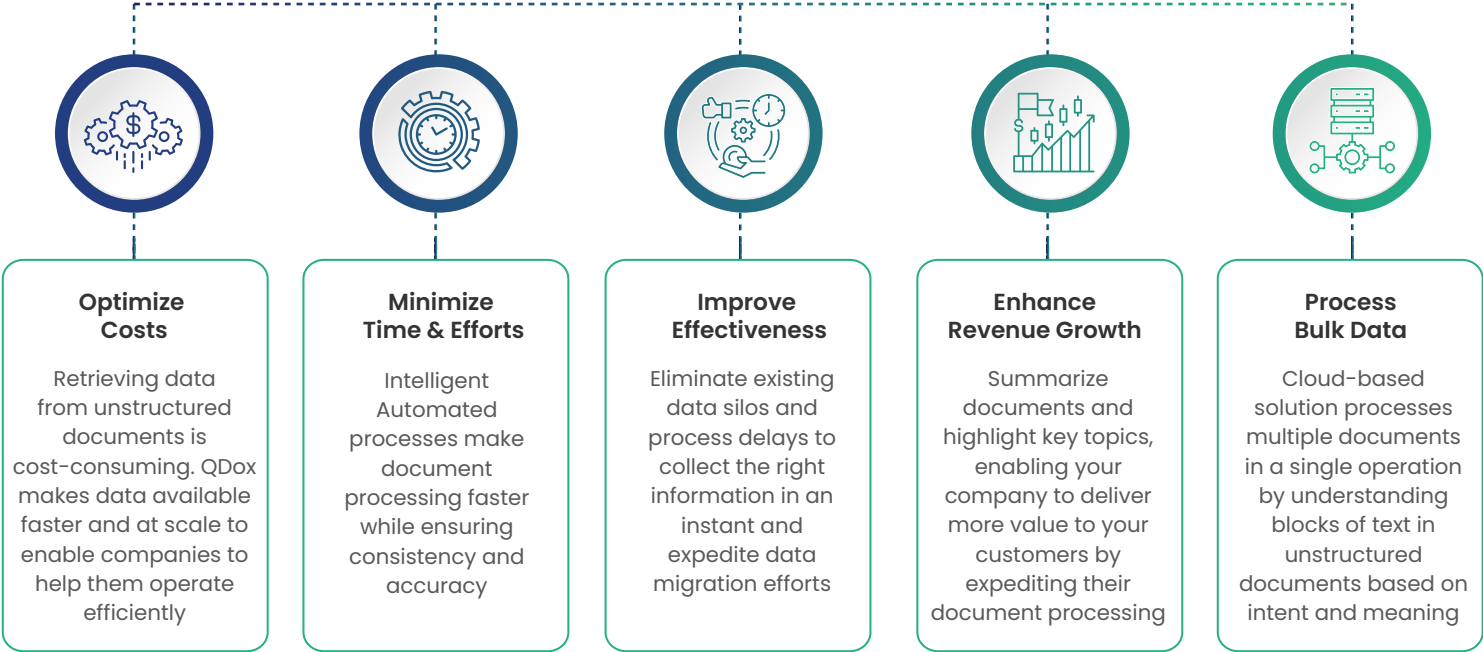 Optimize
Costs
Retrieving data
from unstructured
documents is
cost-consuming. QDox
makes data available
faster and at scale to
enable companies to
help them operate
efficiently
Minimize
Time & Efforts
Intelligent
Automated
processes make
document
processing faster
while ensuring
consistency and
accuracy
Improve
Effectiveness
Eliminate existing
data silos and
process delays to
collect the right
information in an
instant and
expedite data
migration efforts
Enhance
Revenue Growth
Summarize
documents and
highlight key topics,
enabling your
company to deliver
more value to your
customers by
expediting their
document processing
Process
Bulk Data
Cloud-based
solution processes
multiple documents
in a single operation
by understanding
blocks of text in
unstructured
documents based on
intent and meaning